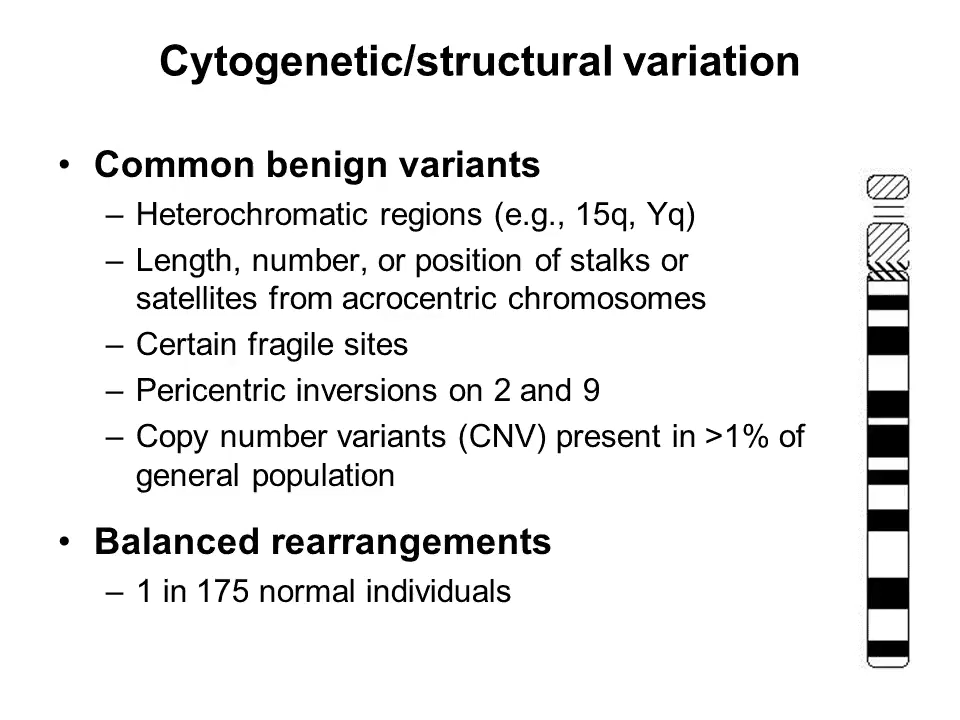 Cytogenetic/structural variation
• Common benign variants
–Heterochromatic regions (e.g., 15q, Yq)
–Length, number, or position of stalks or
satellites from acrocentric chromosomes
–Certain fragile sites
–Pericentric inversions on 2 and 9
–Copy number variants (CNV) present in >1% of
general population
• Balanced rearrangements
–1 in 175 normal individuals